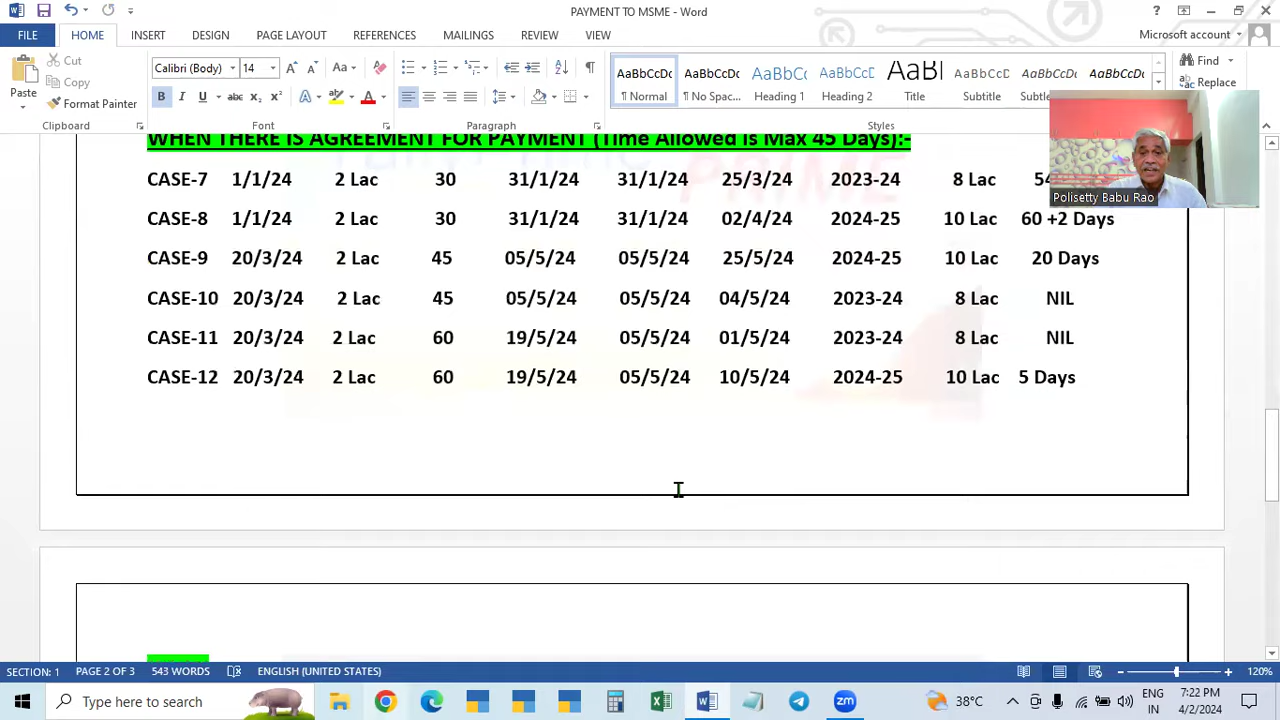 PAYMENT TO MSME - Word
FILE HOME INSERT DESIGN PAGE LAYOUT REFERENCES MAILINGS REVIEW VIEW Microsoft account
Paste Cut Copy Format Painter
Calibri (Body) 14
AaBbCcDc AaBbCcDc AaBbCc AaBbCcC AaBl AaBbCcD AaBbCcDc AaBbCcDc
¶ Normal ¶ No Spac... Heading 1 Heading 2 Title Subtitle
Find
Replace
Clipboard Font Paragraph Styles
Polisetty Babu Rao
WHEN THERE IS AGREEMENT FOR PAYMENT (Time Allowed is Max 45 Days):-
CASE-7 1/1/24 2 Lac 30 31/1/24 31/1/24 25/3/24 2023-24 8 Lac 54
CASE-8 1/1/24 2 Lac 30 31/1/24 31/1/24 02/4/24 2024-25 10 Lac 60 +2 Days
CASE-9 20/3/24 2 Lac 45 05/5/24 05/5/24 25/5/24 2024-25 10 Lac 20 Days
CASE-10 20/3/24 2 Lac 45 05/5/24 05/5/24 04/5/24 2023-24 8 Lac NIL
CASE-11 20/3/24 2 Lac 60 19/5/24 05/5/24 01/5/24 2023-24 8 Lac NIL
CASE-12 20/3/24 2 Lac 60 19/5/24 05/5/24 10/5/24 2024-25 10 Lac 5 Days
SECTION: 1 PAGE 2 OF 3 543 WORDS ENGLISH (UNITED STATES) 120%
Type here to search
38°C ENG IN 7:22 PM 4/2/2024